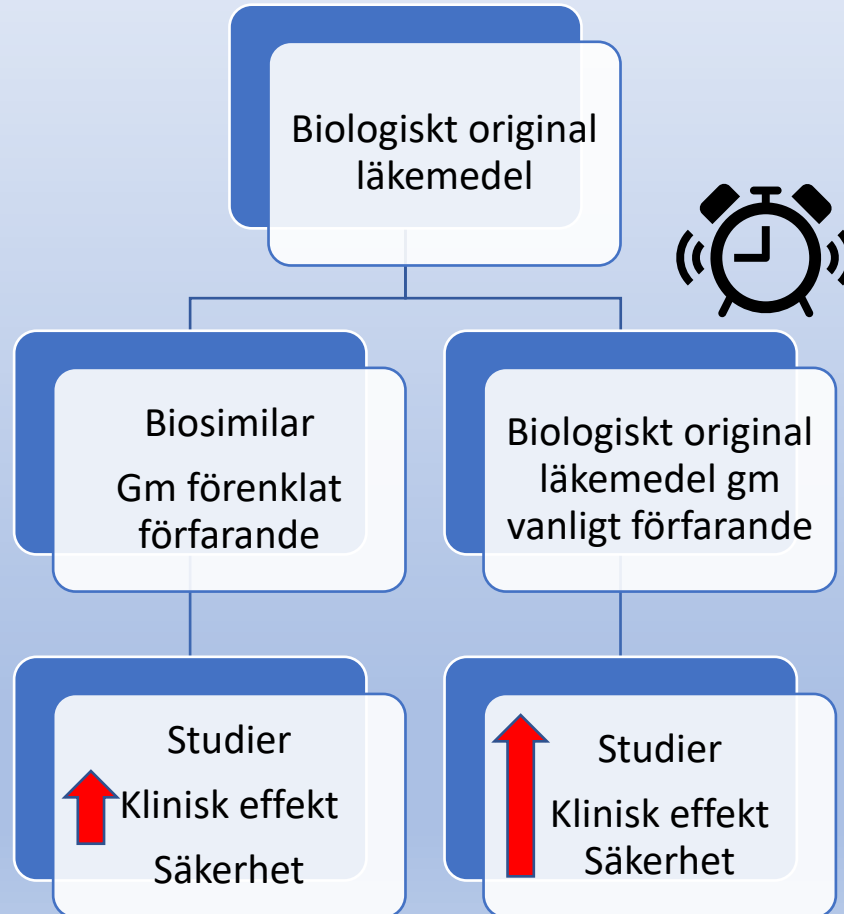 Biologiskt original
läkemedel
Biosimilar
Gm förenklat
förfarande
Biologiskt original
läkemedel gm
vanligt förfarande
Studier
Klinisk effekt
Säkerhet
Studier
Klinisk effekt
Säkerhet